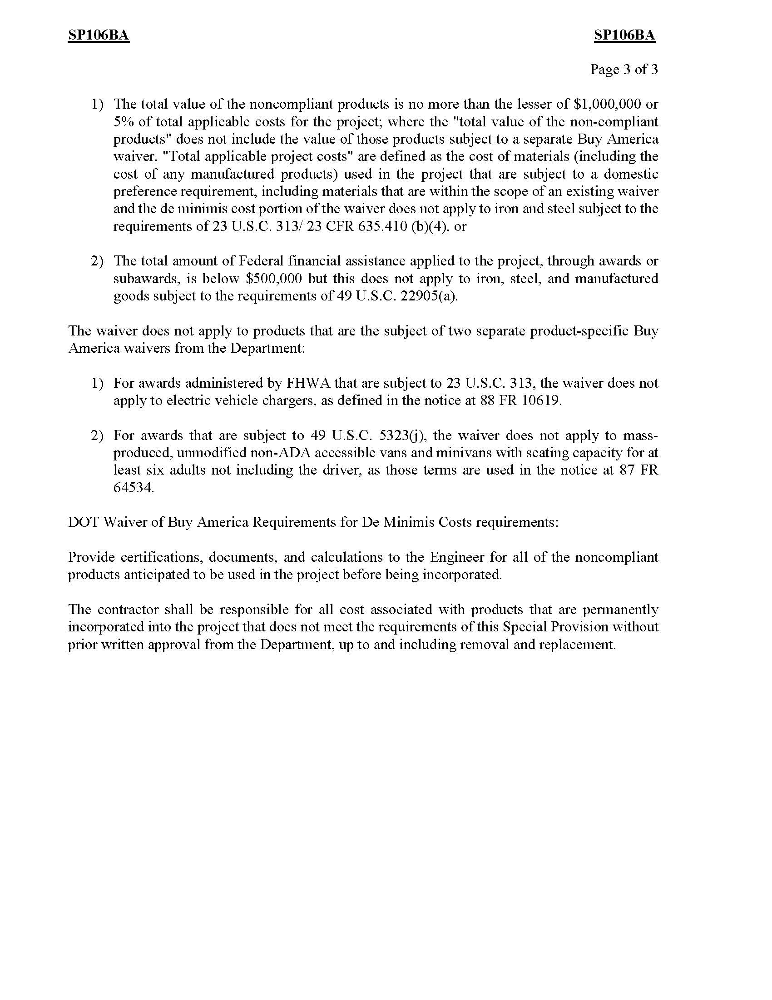 SP106BA SP106BA
Page 3 of 3
1) The total value of the noncompliant products is no more than the lesser of $1,000,000 or
5% of total applicable costs for the project; where the "total value of the non-compliant
products" does not include the value of those products subject to a separate Buy America
waiver. "Total applicable project costs" are defined as the cost of materials (including the
cost of any manufactured products) used in the project that are subject to a domestic
preference requirement, including materials that are within the scope of an existing waiver
and the de minimis cost portion of the waiver does not apply to iron and steel subject to the
requirements of 23 U.S.C. 313/ 23 CFR 635.410 (b)(4), or
2) The total amount of Federal financial assistance applied to the project, through awards or
subawards, is below $500,000 but this does not apply to iron, steel, and manufactured
goods subject to the requirements of 49 U.S.C. 22905(a).
The waiver does not apply to products that are the subject of two separate product-specific Buy
America waivers from the Department:
1) For awards administered by FHWA that are subject to 23 U.S.C. 313, the waiver does not
apply to electric vehicle chargers, as defined in the notice at 88 FR 10619.
2) For awards that are subject to 49 U.S.C. 5323(j), the waiver does not apply to mass-
produced, unmodified non-ADA accessible vans and minivans with seating capacity for at
least six adults not including the driver, as those terms are used in the notice at 87 FR
64534.
DOT Waiver of Buy America Requirements for De Minimis Costs requirements:
Provide certifications, documents, and calculations to the Engineer for all of the noncompliant
products anticipated to be used in the project before being incorporated.
The contractor shall be responsible for all cost associated with products that are permanently
incorporated into the project that does not meet the requirements of this Special Provision without
prior written approval from the Department, up to and including removal and replacement.